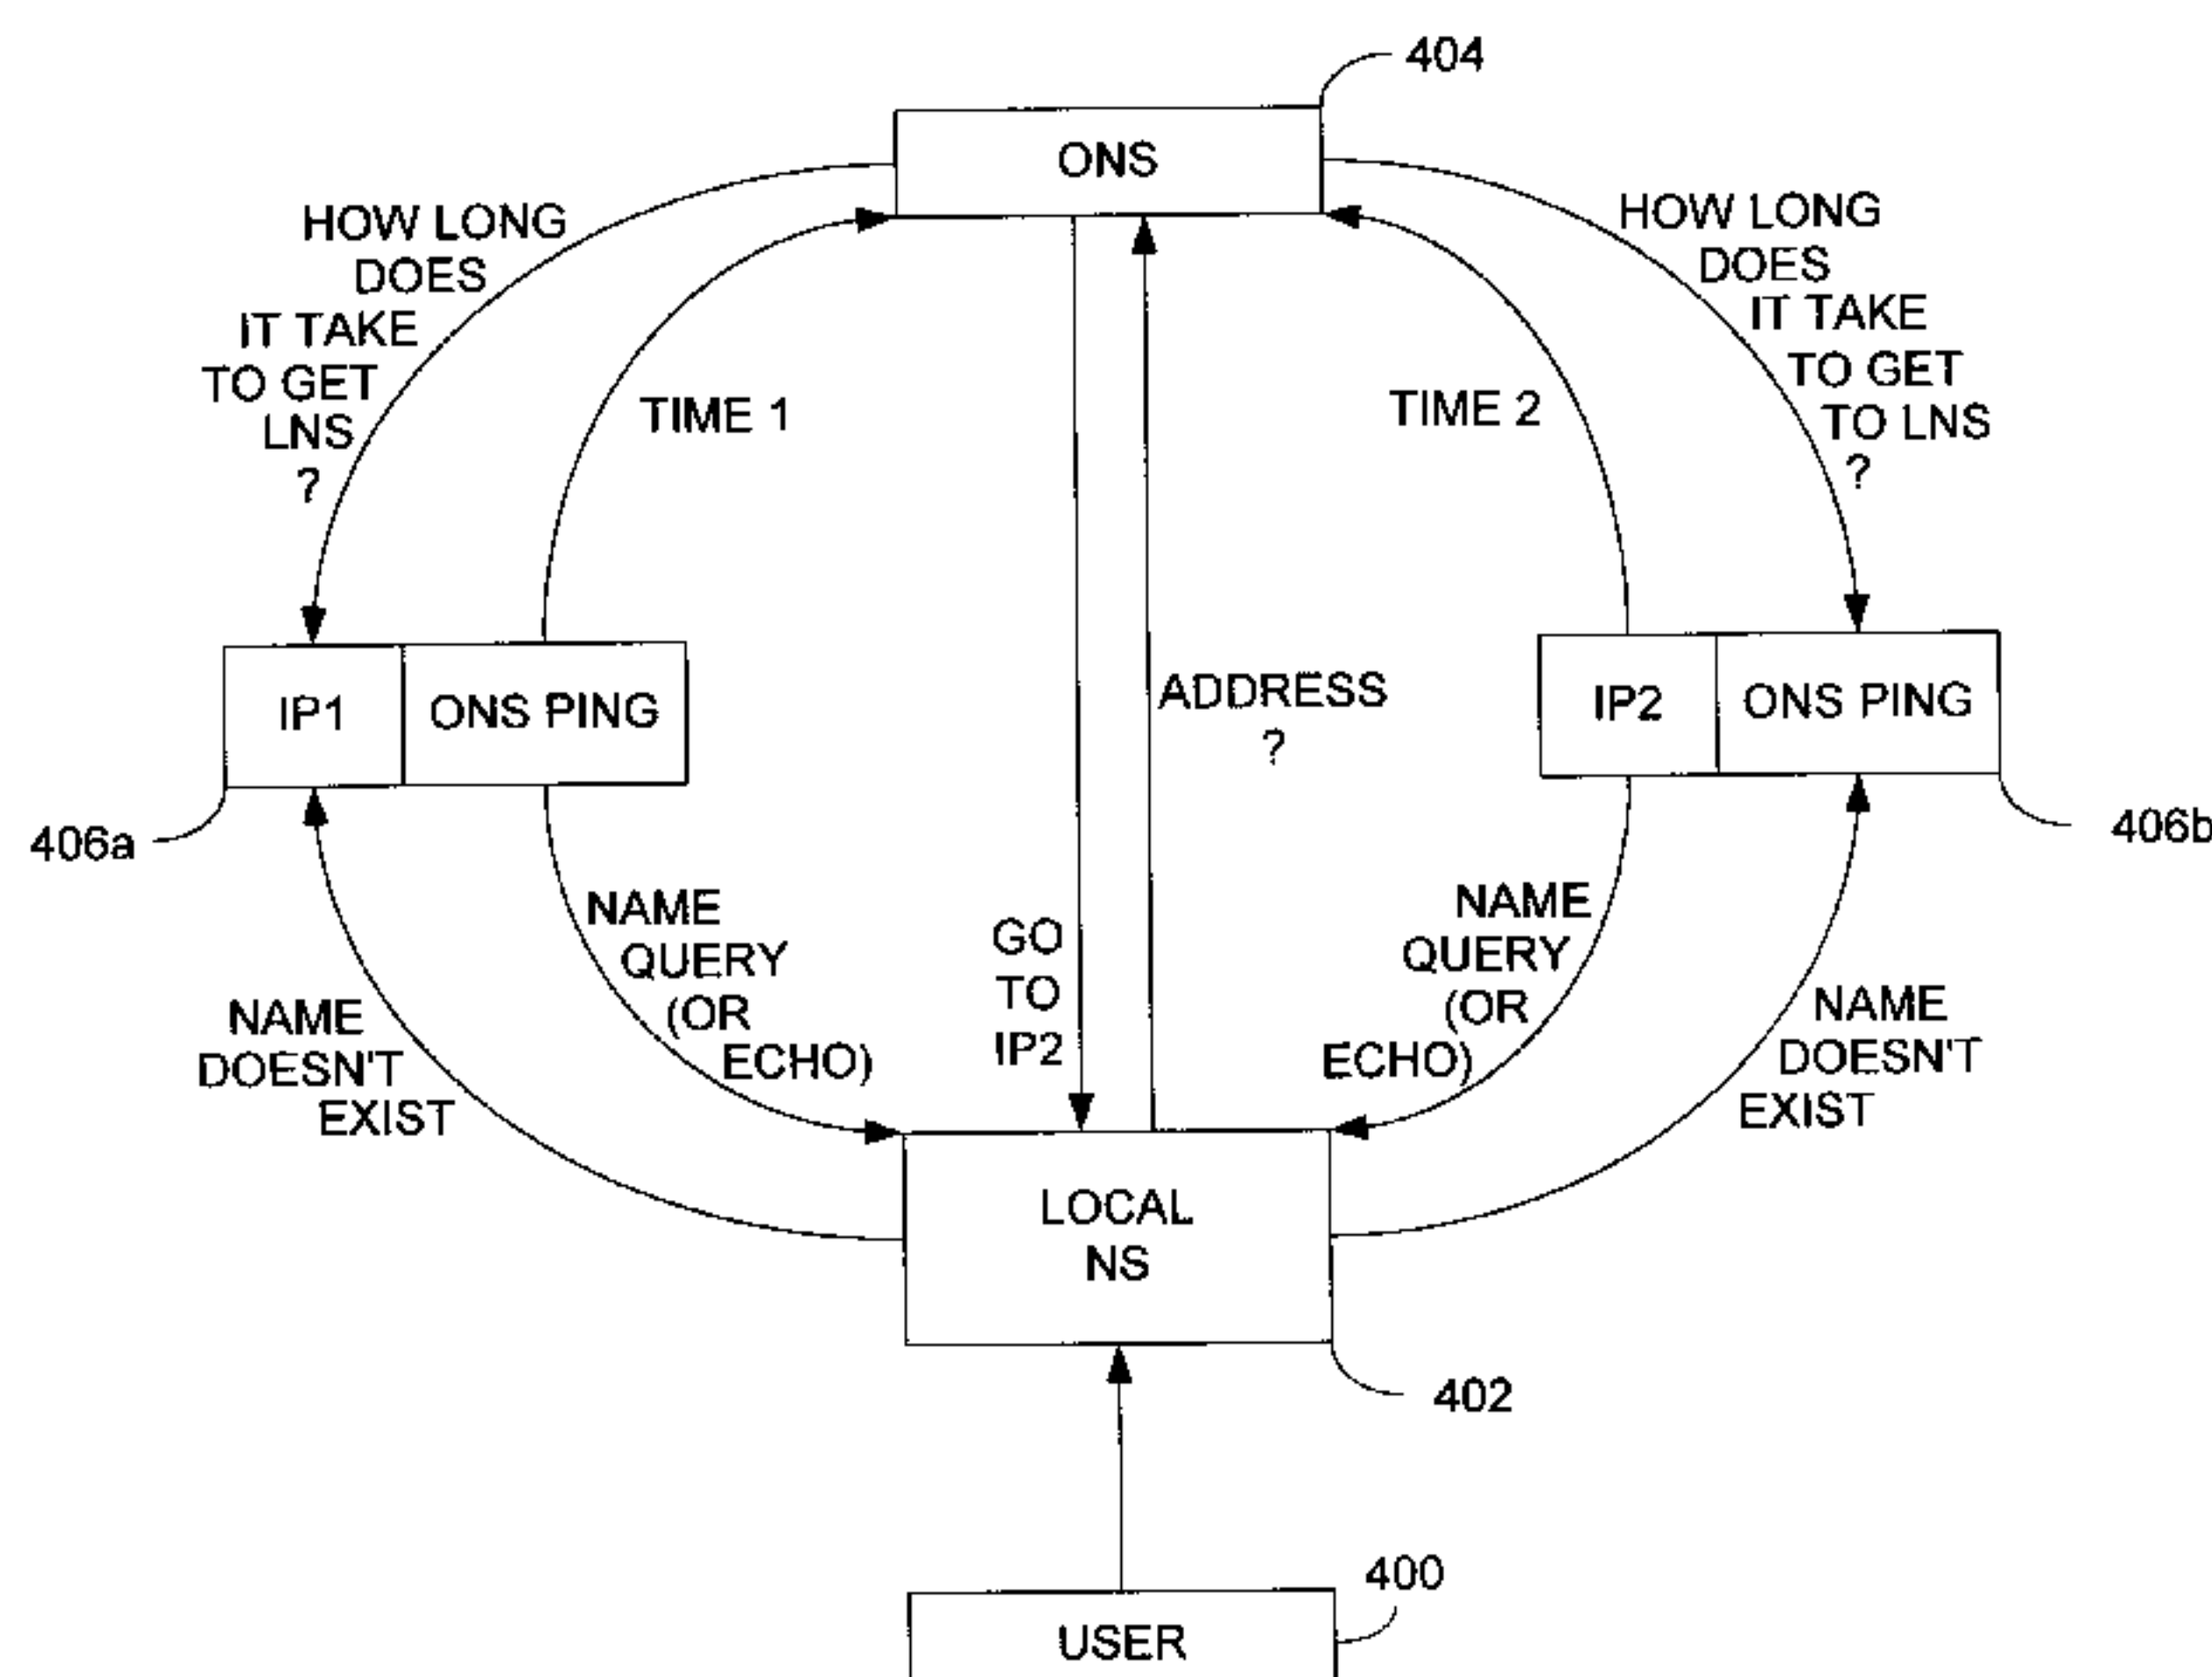 404
ONS
HOW LONG
DOES
IT TAKE
TO GET
LNS
?
TIME 1
TIME 2
HOW LONG
DOES
IT TAKE
TO GET
TO LNS
?
IP1
ONS PING
ADDRESS
?
IP2
ONS PING
406a
406b
NAME
QUERY
(OR
ECHO)
GO
TO
IP2
NAME
QUERY
(OR
ECHO)
NAME
DOESN'T
EXIST
NAME
DOESN'T
EXIST
LOCAL
NS
402
400
USER